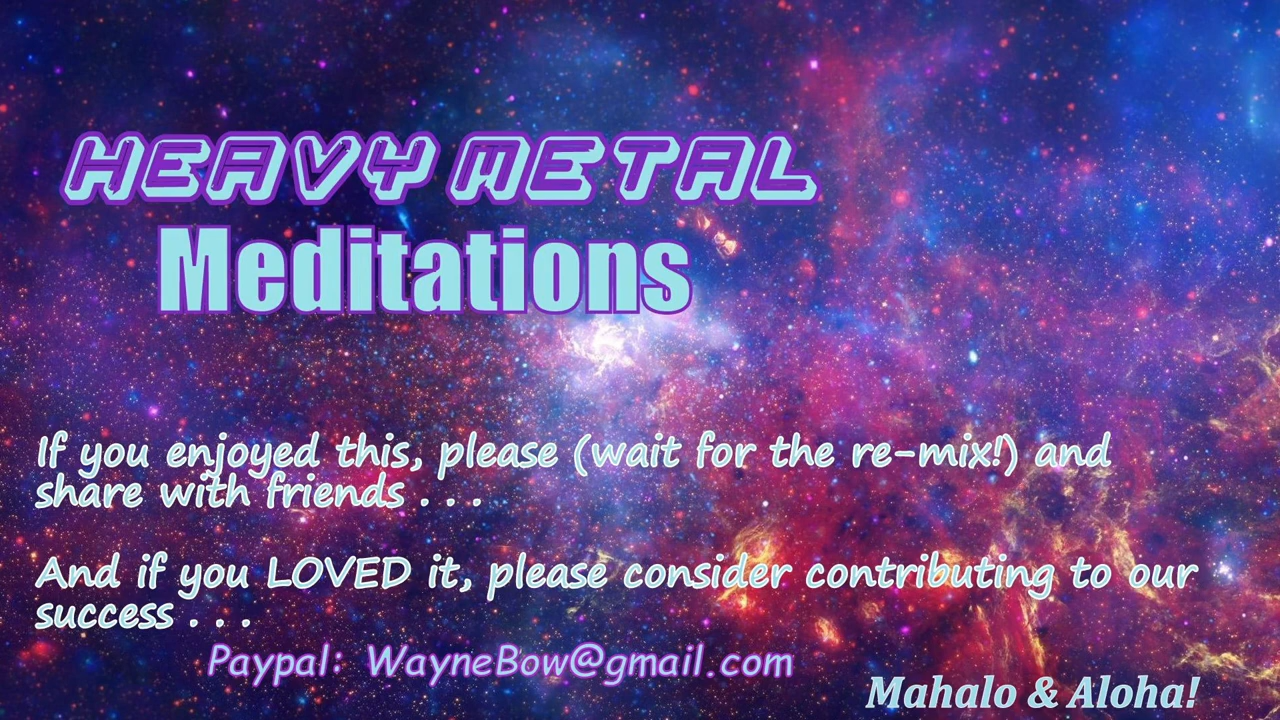 HEAVY METAL
Meditations
If you enjoyed this, please (wait for the re-mix!) and
share with friends . . .
And if you LOVED it, please consider contributing to our
success . . .
Paypal: WayneBow@gmail.com
Mahalo & Aloha!